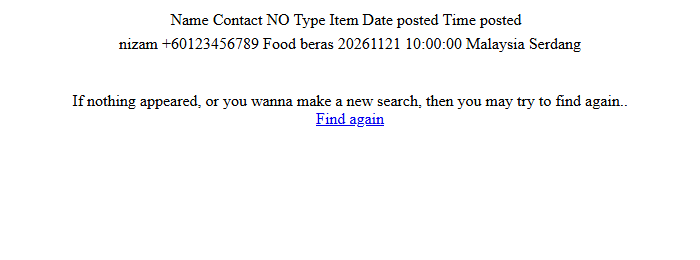 Name Contact NO Type Item Date posted Time posted
nizam +60123456789 Food beras 20261121 10:00:00 Malaysia Serdang
If nothing appeared, or you wanna make a new search, then you may try to find again..
Find again